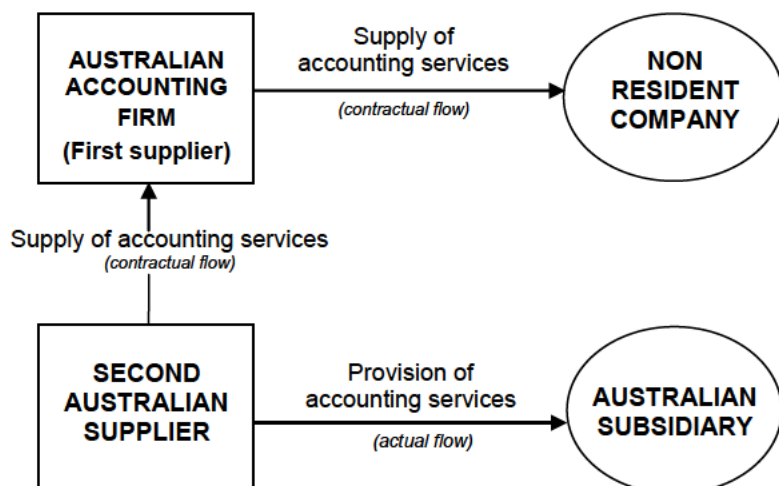 AUSTRALIAN
ACCOUNTING
FIRM
(First supplier)
Supply of
accounting services
(contractual flow)
NON
RESIDENT
COMPANY
Supply of accounting services
(contractual flow)
SECOND
AUSTRALIAN
SUPPLIER
Provision of
accounting services
(actual flow)
AUSTRALIAN
SUBSIDIARY